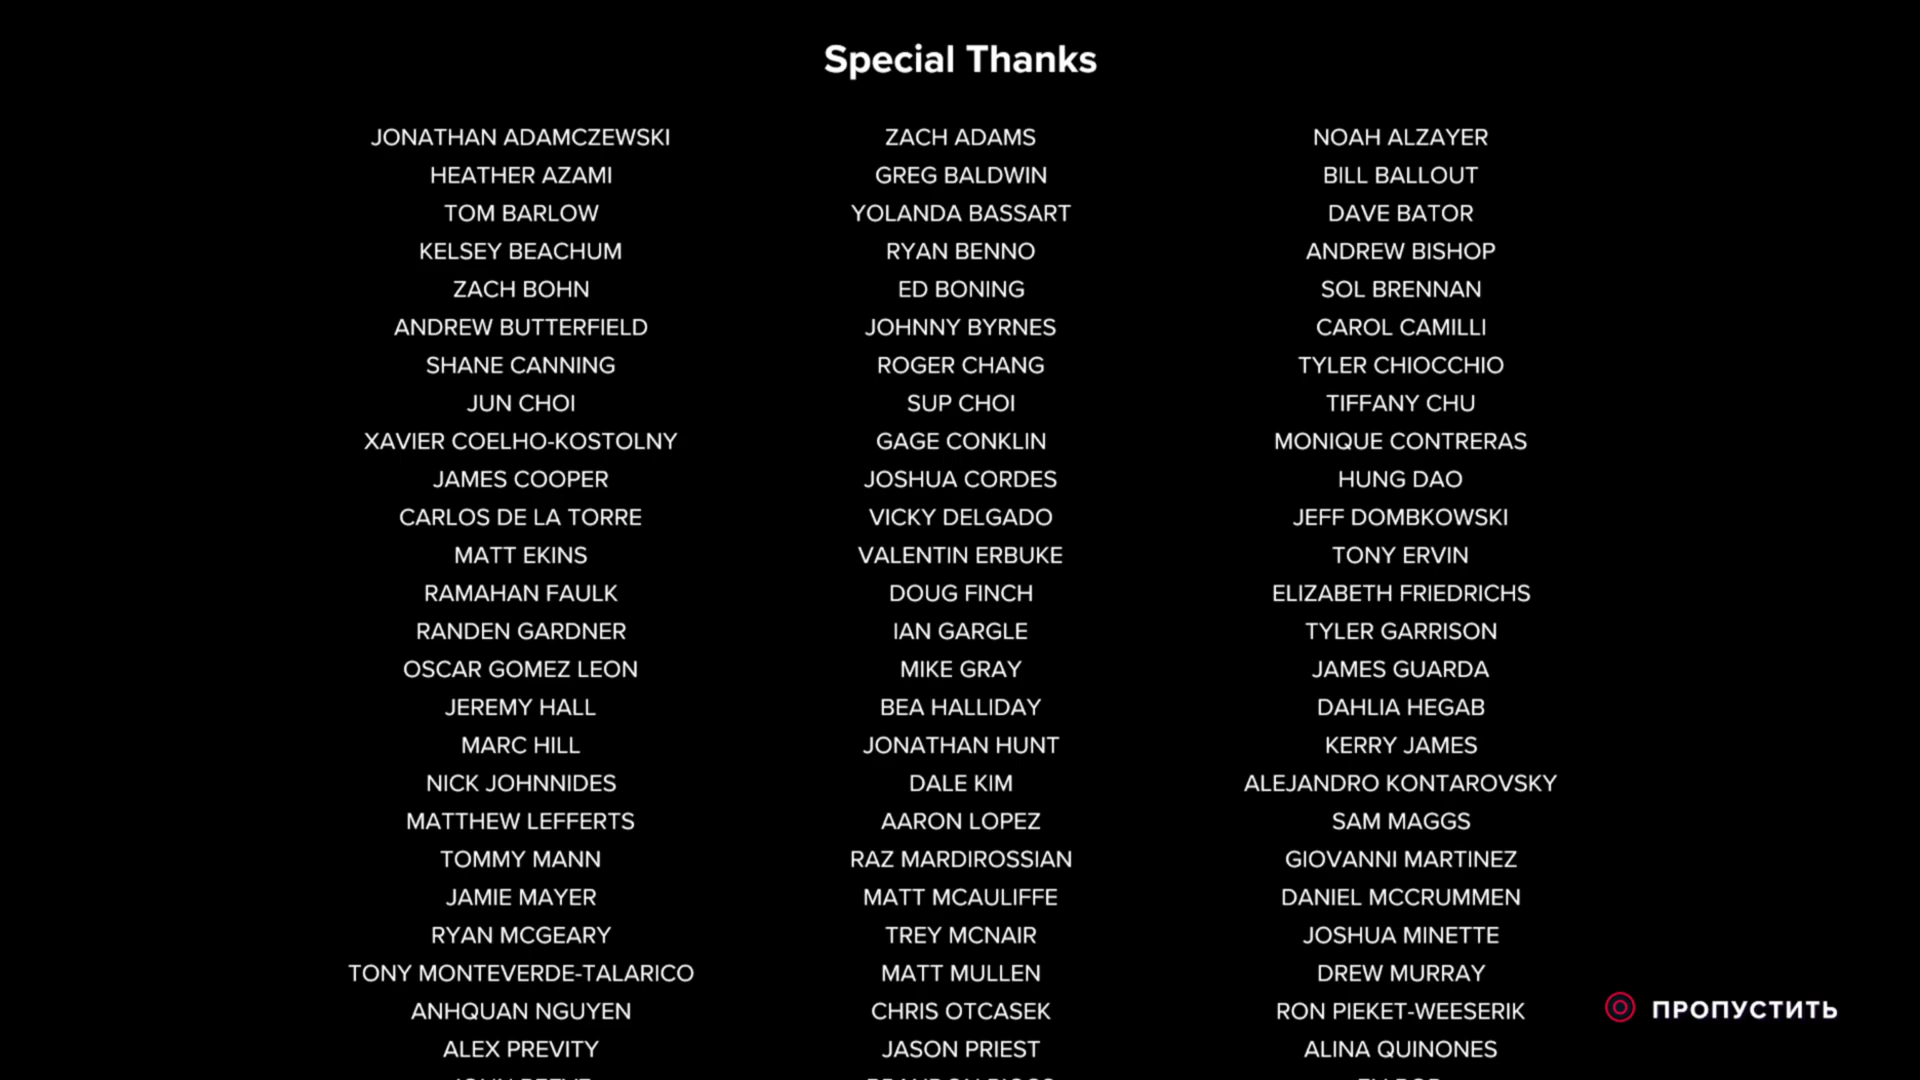 Special Thanks
JONATHAN ADAMCZEWSKI ZACH ADAMS NOAH ALZAYER
HEATHER AZAMI GREG BALDWIN BILL BALLOUT
TOM BARLOW YOLANDA BASSART DAVE BATOR
KELSEY BEACHUM RYAN BENNO ANDREW BISHOP
ZACH BOHN ED BONING SOL BRENNAN
ANDREW BUTTERFIELD JOHNNY BYRNES CAROL CAMILLI
SHANE CANNING ROGER CHANG TYLER CHIOCCHIO
JUN CHOI SUP CHOI TIFFANY CHU
XAVIER COELHO-KOSTOLNY GAGE CONKLIN MONIQUE CONTRERAS
JAMES COOPER JOSHUA CORDES HUNG DAO
CARLOS DE LA TORRE VICKY DELGADO JEFF DOMBKOWSKI
MATT EKINS VALENTIN ERBUKE TONY ERVIN
RAMAHAN FAULK DOUG FINCH ELIZABETH FRIEDRICHS
RANDEN GARDNER IAN GARGLE TYLER GARRISON
OSCAR GOMEZ LEON MIKE GRAY JAMES GUARDA
JEREMY HALL BEA HALLIDAY DAHLIA HEGAB
MARC HILL JONATHAN HUNT KERRY JAMES
NICK JOHNNIDES DALE KIM ALEJANDRO KONTAROVSKY
MATTHEW LEFFERTS AARON LOPEZ SAM MAGGS
TOMMY MANN RAZ MARDIROSSIAN GIOVANNI MARTINEZ
JAMIE MAYER MATT MCAULIFFE DANIEL MCCRUMMEN
RYAN MCGEARY TREY MCNAIR JOSHUA MINETTE
TONY MONTEVERDE-TALARICO MATT MULLEN DREW MURRAY
ANHQUAN NGUYEN CHRIS OTCASEK RON PIEKET-WEESERIK
ПРОПУСТИТЬ
ALEX PREVITY JASON PRIEST ALINA QUINONES